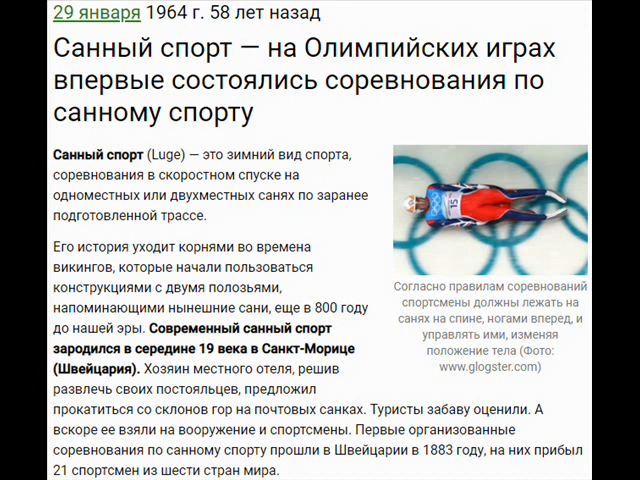 29 января 1964 г. 58 лет назад
Санный спорт — на Олимпийских играх
впервые состоялись соревнования по
санному спорту
Санный спорт (Luge) — это зимний вид спорта,
соревнования в скоростном спуске на
одноместных или двухместных санях по заранее
подготовленной трассе.
Его история уходит корнями во времена
викингов, которые начали пользоваться
конструкциями с двумя полозьями,
напоминающими нынешние сани, еще в 800 году
до нашей эры. Современный санный спорт
зародился в середине 19 века в Санкт-Морице
(Швейцария). Хозяин местного отеля, решив
развлечь своих постояльцев, предложил
прокатиться со склонов гор на почтовых санках. Туристы забаву оценили. А
вскоре ее взяли на вооружение и спортсмены. Первые организованные
соревнования по санному спорту прошли в Швейцарии в 1883 году, на них прибыл
21 спортсмен из шести стран мира.
15
Согласно правилам соревнований
спортсмены должны лежать на
санях на спине, ногами вперед, и
управлять ими, изменяя
положение тела (Фото:
www.glogster.com)